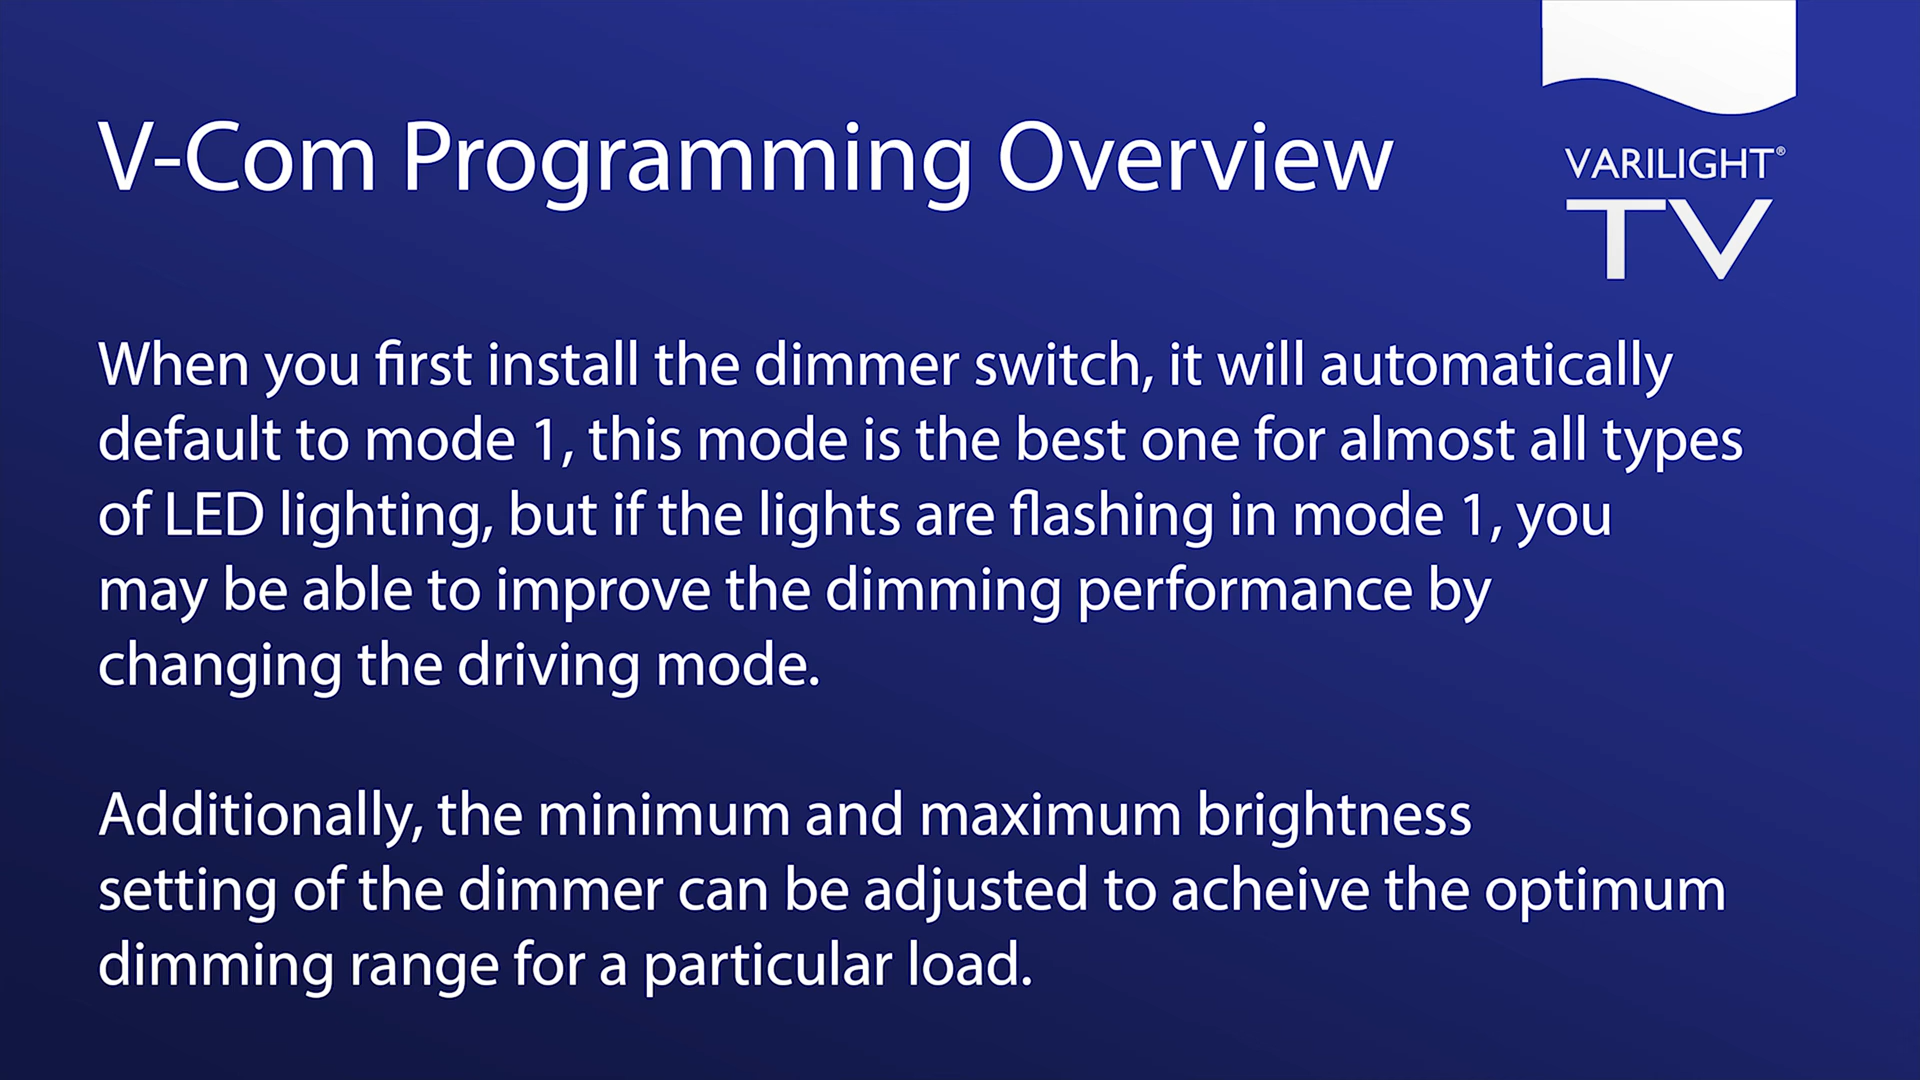 V-Com Programming Overview
VARILIGHT®
TV
When you first install the dimmer switch, it will automatically
default to mode 1, this mode is the best one for almost all types
of LED lighting, but if the lights are flashing in mode 1, you
may be able to improve the dimming performance by
changing the driving mode.
Additionally, the minimum and maximum brightness
setting of the dimmer can be adjusted to acheive the optimum
dimming range for a particular load.